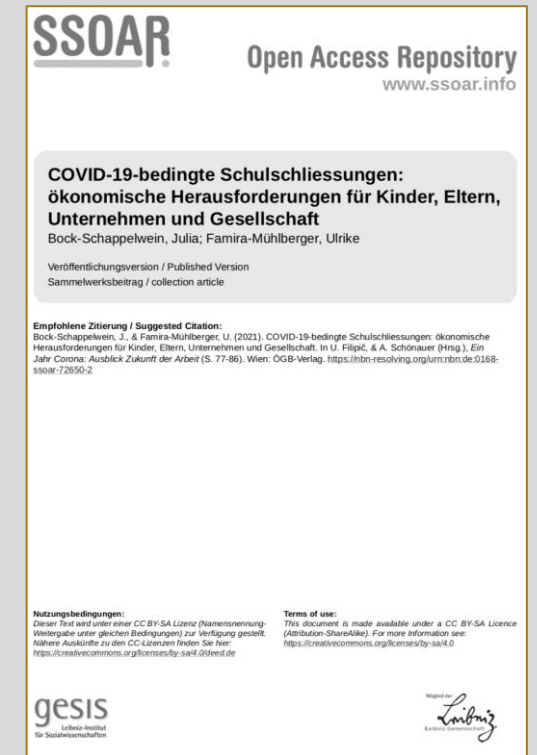 SSOAR
Open Access Repository
www.ssoar.info
COVID-19-bedingte Schulschliessungen:
ökonomische Herausforderungen für Kinder, Eltern,
Unternehmen und Gesellschaft
Bock-Schappelwein, Julia; Famira-Mühlberger, Ulrike
Veröffentlichungsversion / Published Version
Sammelwerksbeitrag / collection article
Empfohlene Zitierung / Suggested Citation:
Bock-Schappelwein, J., & Famira-Mühlberger, U. (2021). COVID-19-bedingte Schulschliessungen: ökonomische
Herausforderungen für Kinder, Eltern, Unternehmen und Gesellschaft. In U. Filipič, & A. Schönauer (Hrsg.), Ein
Jahr Corona: Ausblick Zukunft der Arbeit (S. 77-86). Wien: ÖGB-Verlag. https://nbn-resolving.org/urn:nbn:de:0168-
ssoar-72650-2
Nutzungsbedingungen:
Dieser Text wird unter einer CC BY-SA Lizenz (Namensnennung-
Weitergabe unter gleichen Bedingungen) zur Verfügung gestellt.
Nähere Auskünfte zu den CC-Lizenzen finden Sie hier:
https://creativecommons.org/licenses/by-sa/4.0/deed.de
Terms of use:
This document is made available under a CC BY-SA Licence
(Attribution-ShareAlike). For more Information see:
https://creativecommons.org/licenses/by-sa/4.0
gesis
Leibniz-Institut
für Sozialwissenschaften
Mitglied der
Leibniz
Leibniz-Gemeinschaft